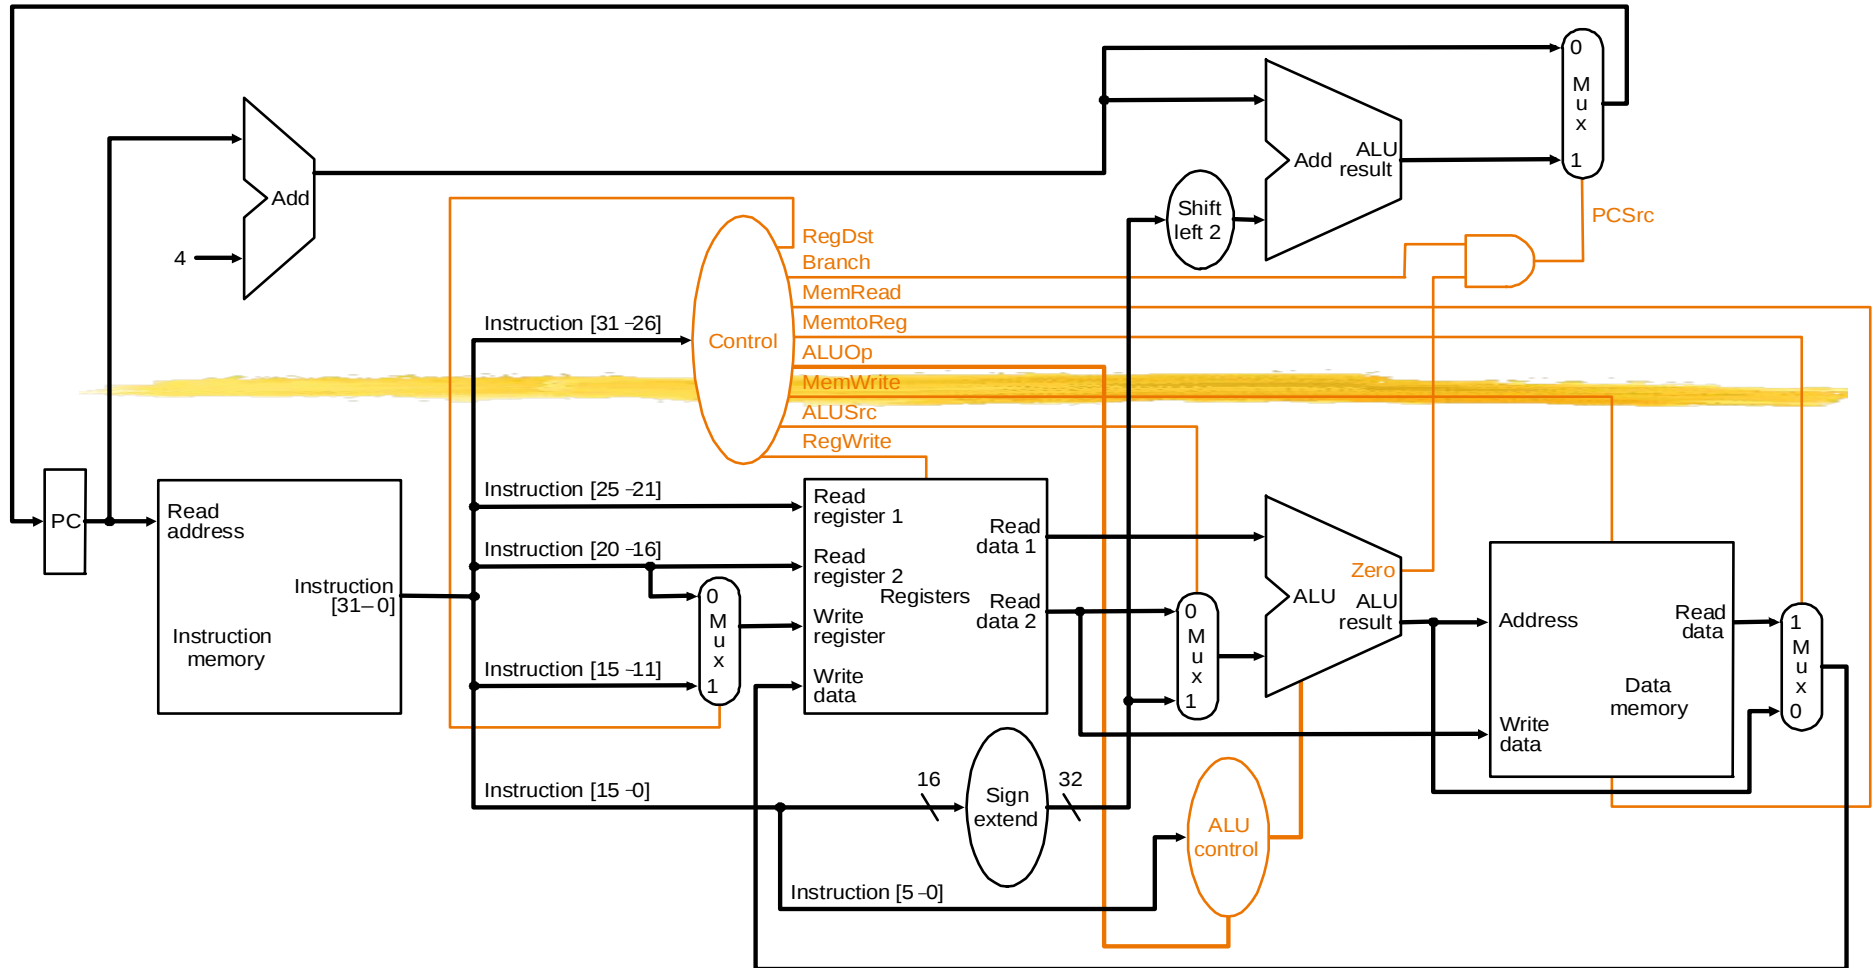 0
M
u
x
1
Add
ALU
result
Shift
left 2
PCSrc
Add
4
RegDst
Branch
MemRead
MemtoReg
ALUOp
MemWrite
ALUSrc
RegWrite
Control
Instruction [31–26]
Instruction [25–21]
Instruction [20–16]
Instruction [15–11]
Instruction [15–0]
Instruction [5–0]
PC
Read
address
Instruction
[31–0]
Instruction
memory
0
M
u
x
1
Read
register 1
Read
register 2
Registers
Write
register
Write
data
Read
data 1
Read
data 2
0
M
u
x
1
Zero
ALU
ALU
result
Address
Read
data
Data
memory
Write
data
1
M
u
x
0
16
Sign
extend
32
ALU
control